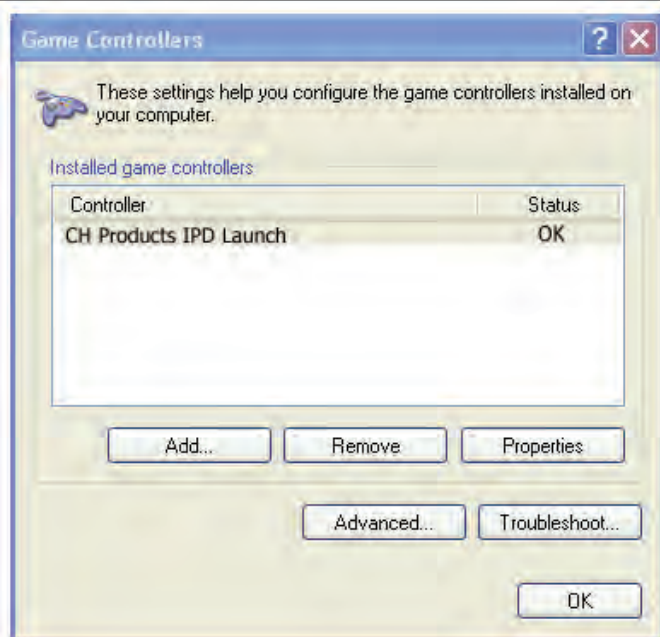 Game Controllers
These settings help you configure the game controllers installed on
your computer.
Installed game controllers
Controller Status
CH Products IPD Launch OK
Add... Remove Properties
Advanced... Troubleshoot...
OK